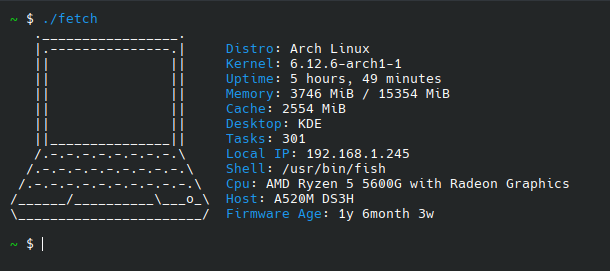 ~ $ ./fetch
Distro: Arch Linux
Kernel: 6.12.6-arch1-1
Uptime: 5 hours, 49 minutes
Memory: 3746 MiB / 15354 MiB
Cache: 2554 MiB
Desktop: KDE
Tasks: 301
Local IP: 192.168.1.245
Shell: /usr/bin/fish
Cpu: AMD Ryzen 5 5600G with Radeon Graphics
Host: A520M DS3H
Firmware Age: 1y 6month 3w
~ $